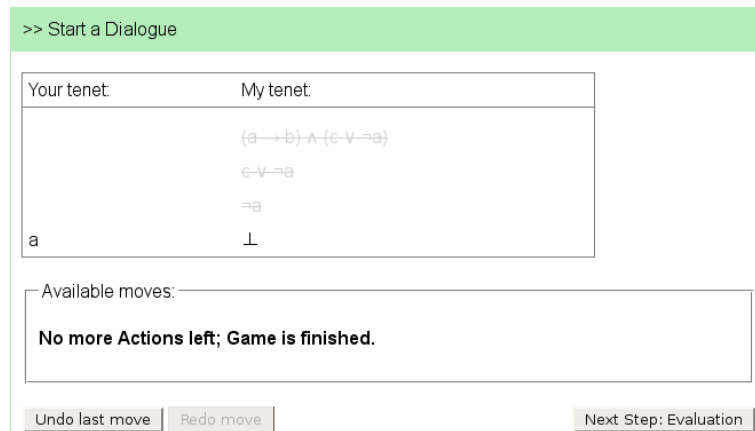 >> Start a Dialogue
Your tenet: My tenet:
(a → b) ∧ (c ∨ ¬a)
c ∨ ¬a
¬a
a ⊥
Available moves:
No more Actions left; Game is finished.
Undo last move Redo move Next Step: Evaluation